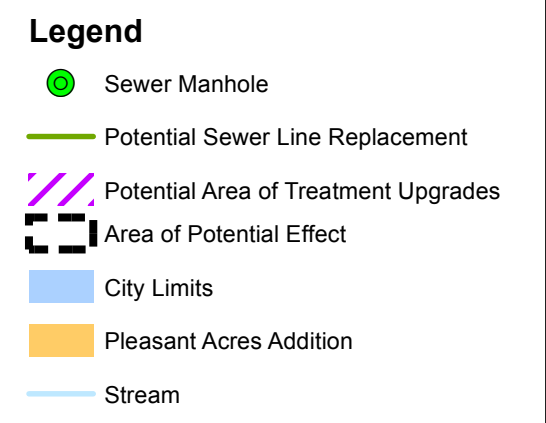 Legend
Sewer Manhole
Potential Sewer Line Replacement
Potential Area of Treatment Upgrades
Area of Potential Effect
City Limits
Pleasant Acres Addition
Stream